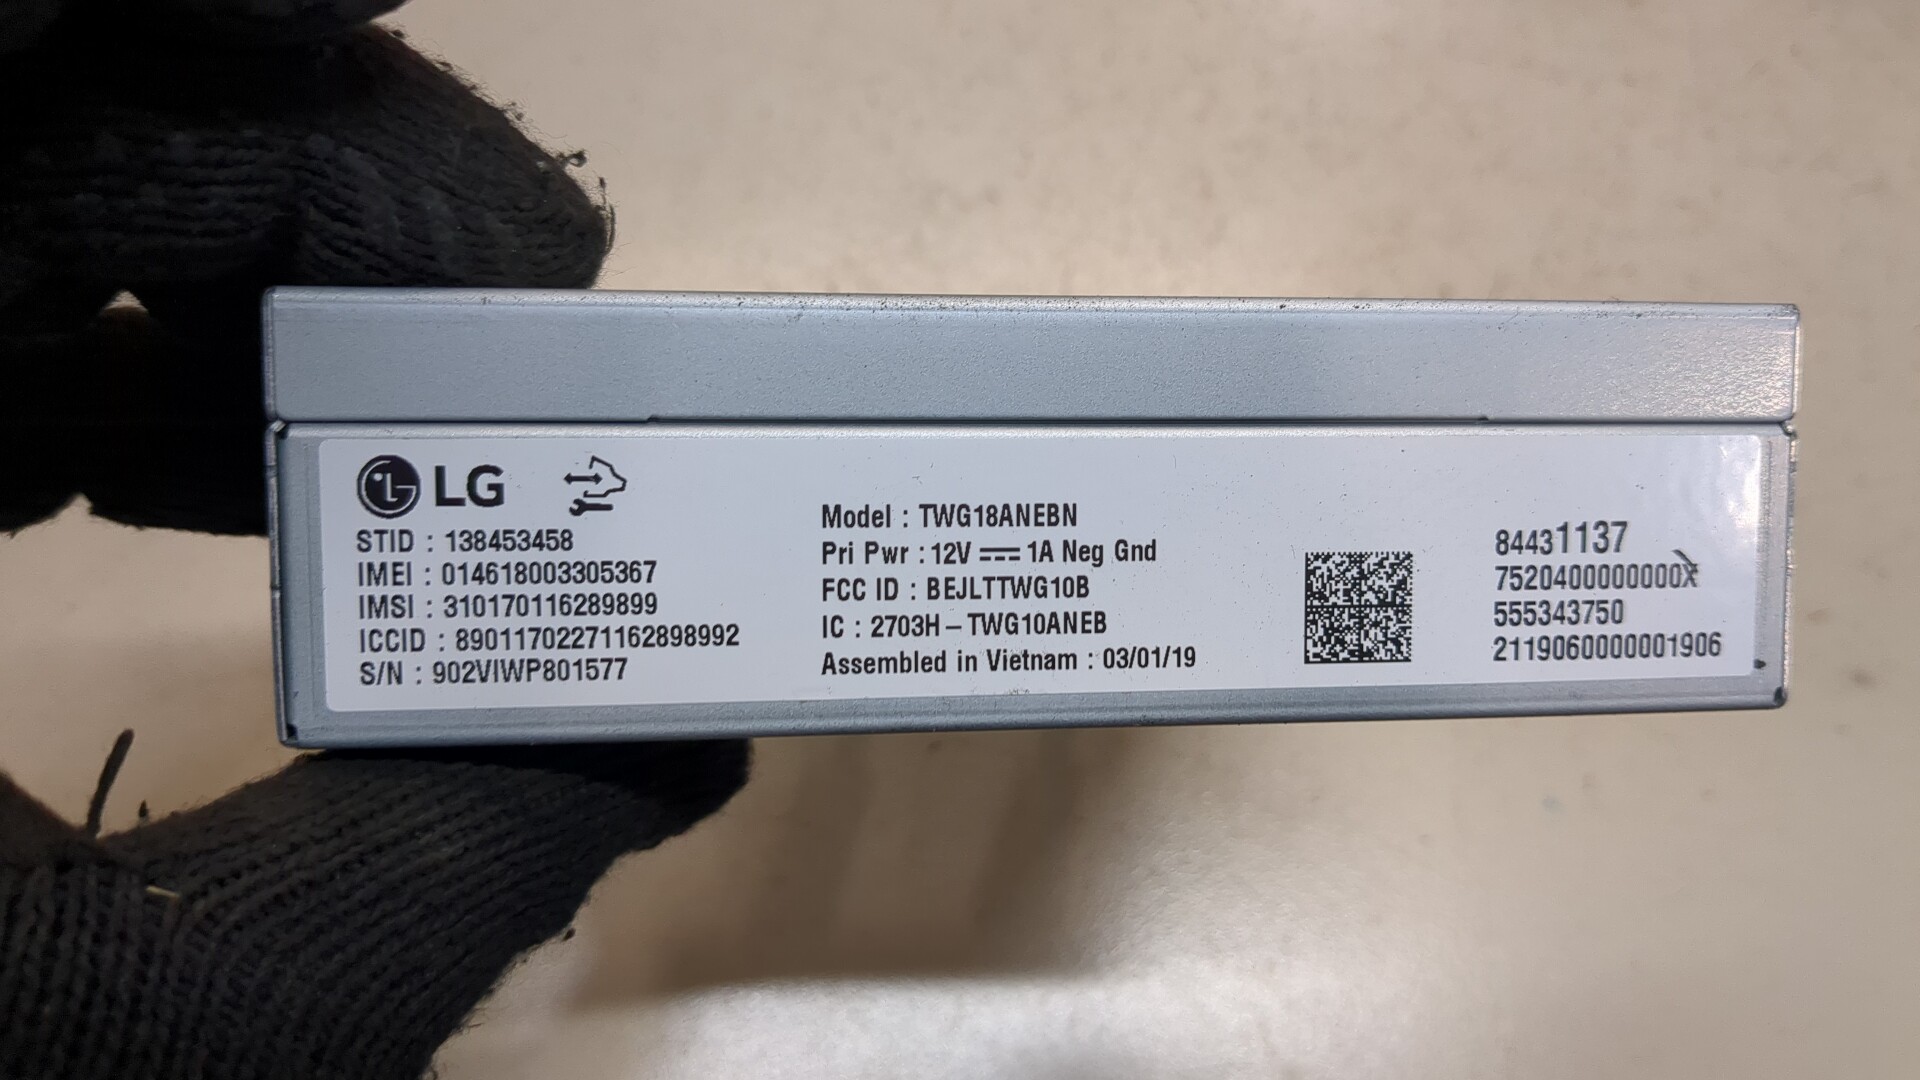 LG
STID : 138453458
IMEI : 014618003305367
IMSI : 310170116289899
ICCID : 89011702271162898992
S/N : 902VIWP801577
Model : TWG18ANEBN
Pri Pwr : 12V ⎓ 1A Neg Gnd
FCC ID : BEJLTTWG10B
IC : 2703H – TWG10ANEB
Assembled in Vietnam : 03/01/19
84431137
7520400000000X
555343750
2119060000001906